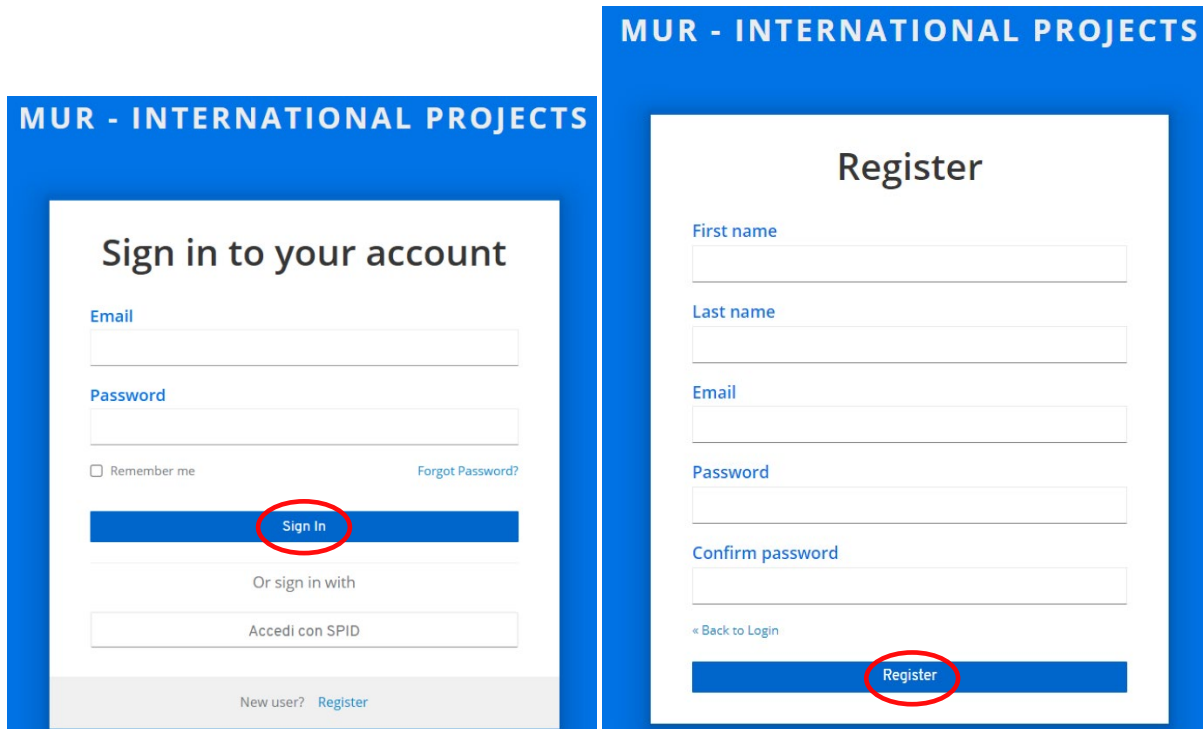 MUR - INTERNATIONAL PROJECTS
Sign in to your account
Email
Password
Remember me
Forgot Password?
Sign In
Or sign in with
Accedi con SPID
New user? Register
MUR - INTERNATIONAL PROJECTS
Register
First name
Last name
Email
Password
Confirm password
« Back to Login
Register